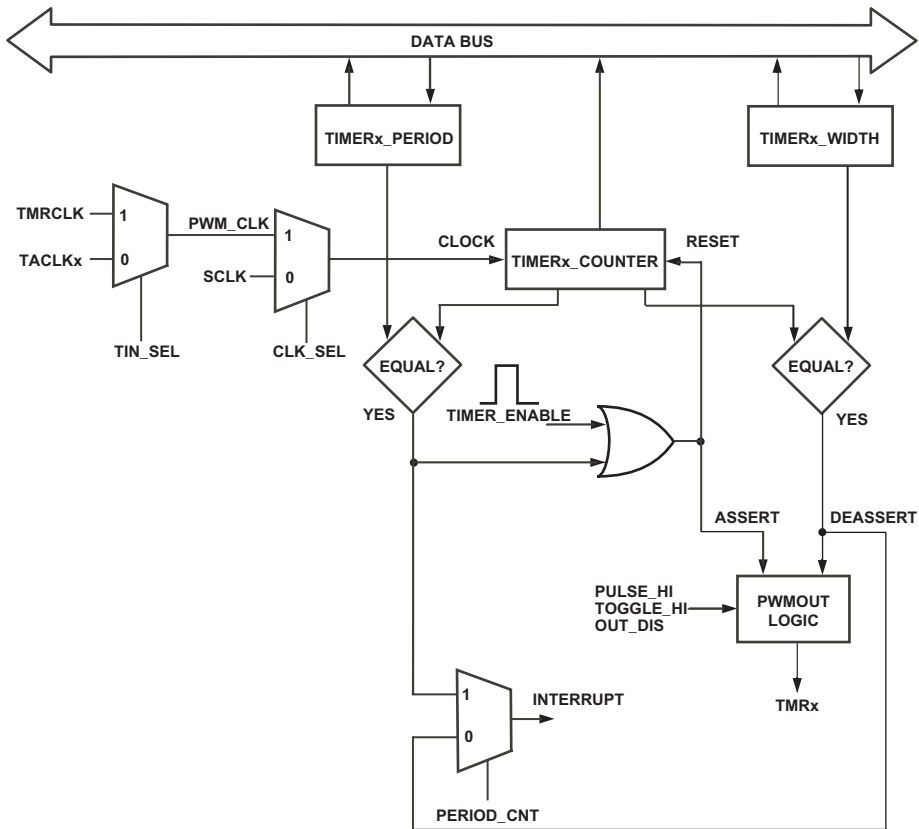 DATA BUS
TIMERx_PERIOD
TIMERx_WIDTH
TMRCLK
1
PWM_CLK
TACLKx
0
1
SCLK
0
CLOCK
TIMERx_COUNTER
RESET
TIN_SEL
CLK_SEL
EQUAL?
EQUAL?
YES
TIMER_ENABLE
YES
ASSERT
DEASSERT
PULSE_HI
TOGGLE_HI
OUT_DIS
PWMOUT
LOGIC
TMRx
1
INTERRUPT
0
PERIOD_CNT